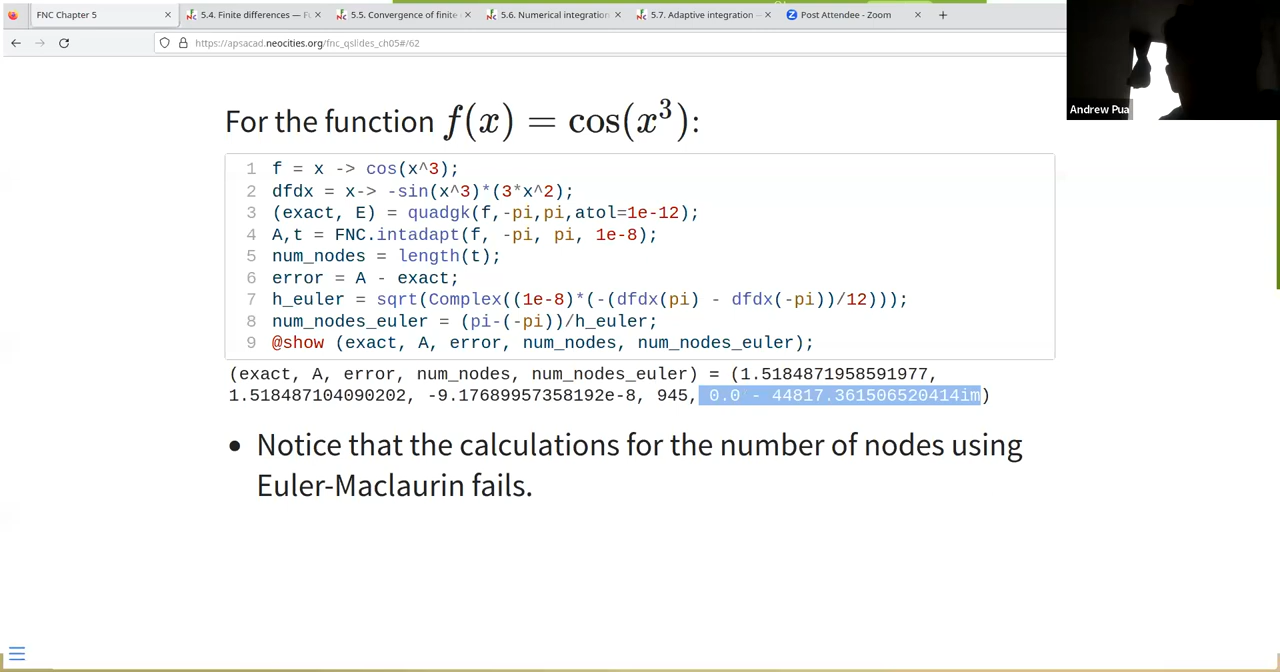 FNC Chapter 5
5.4. Finite differences —
5.5. Convergence of finite
5.6. Numerical integration
5.7. Adaptive integration —
Post Attendee - Zoom
https://apsacad.neocities.org/fnc_qslides_ch05#/62
Andrew Pua
For the function f(x) = cos(x³):
1 f = x -> cos(x^3);
2 dfdx = x-> -sin(x^3)*(3*x^2);
3 (exact, E) = quadgk(f,-pi,pi,atol=1e-12);
4 A,t = FNC.intadapt(f, -pi, pi, 1e-8);
5 num_nodes = length(t);
6 error = A - exact;
7 h_euler = sqrt(Complex((1e-8)*(-(dfdx(pi) - dfdx(-pi))/12)));
8 num_nodes_euler = (pi-(-pi))/h_euler;
9 @show (exact, A, error, num_nodes, num_nodes_euler);
(exact, A, error, num_nodes, num_nodes_euler) = (1.5184871958591977,
1.518487104090202, -9.17689957358192e-8, 945, 0.0 - 44817.361506520414im)
• Notice that the calculations for the number of nodes using
Euler-Maclaurin fails.